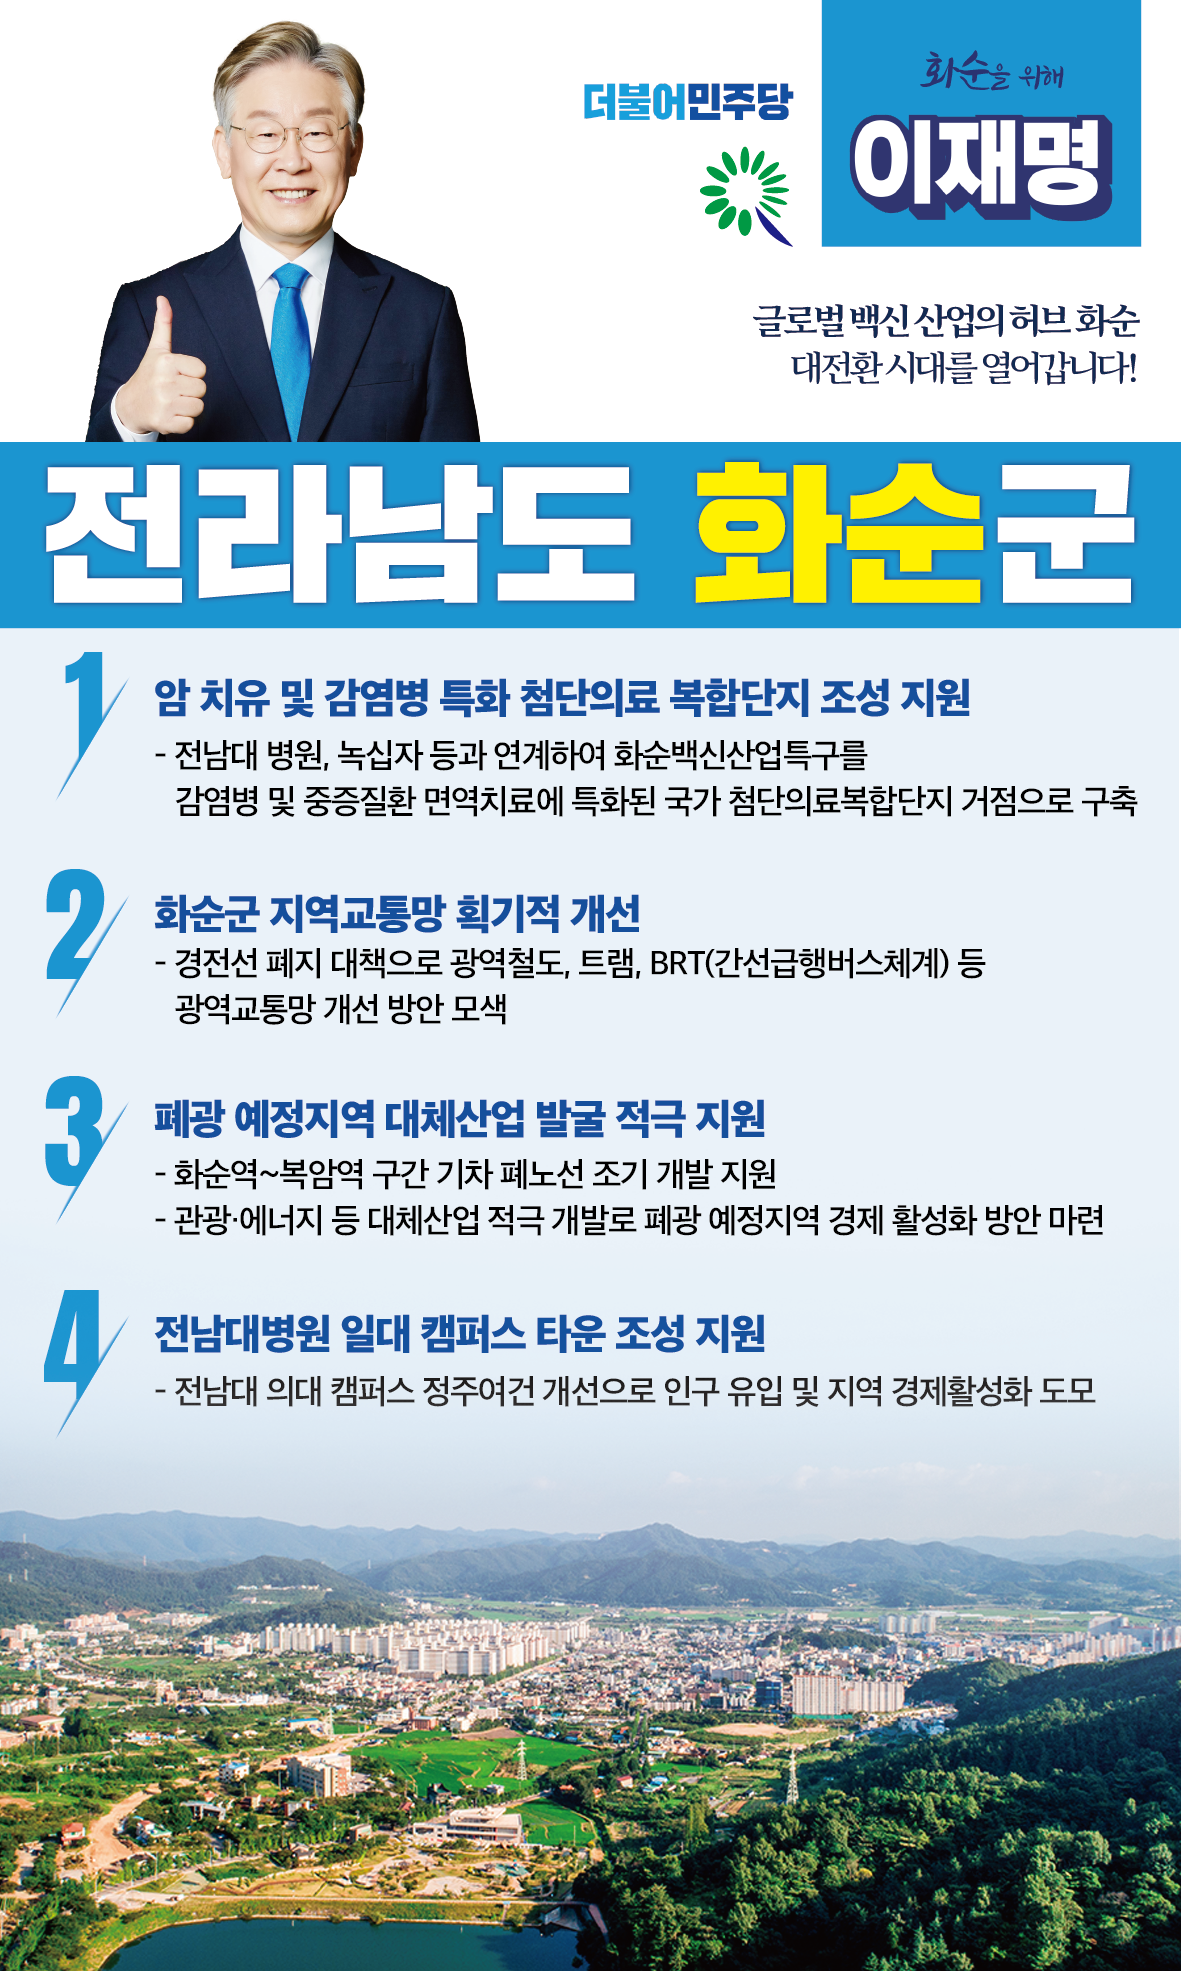 더불어민주당
화순을 위해
이재명
글로벌 백신 산업의 허브 화순
대전환 시대를 열어갑니다!
전라남도 화순군
1
암 치유 및 감염병 특화 첨단의료 복합단지 조성 지원
- 전남대 병원, 녹십자 등과 연계하여 화순백신산업특구를
감염병 및 중증질환 면역치료에 특화된 국가 첨단의료복합단지 거점으로 구축
2
화순군 지역교통망 획기적 개선
- 경전선 폐지 대책으로 광역철도, 트램, BRT(간선급행버스체계) 등
광역교통망 개선 방안 모색
3
폐광 예정지역 대체산업 발굴 적극 지원
- 화순역~복암역 구간 기차 폐노선 조기 개발 지원
- 관광·에너지 등 대체산업 적극 개발로 폐광 예정지역 경제 활성화 방안 마련
4
전남대병원 일대 캠퍼스 타운 조성 지원
- 전남대 의대 캠퍼스 정주여건 개선으로 인구 유입 및 지역 경제활성화 도모